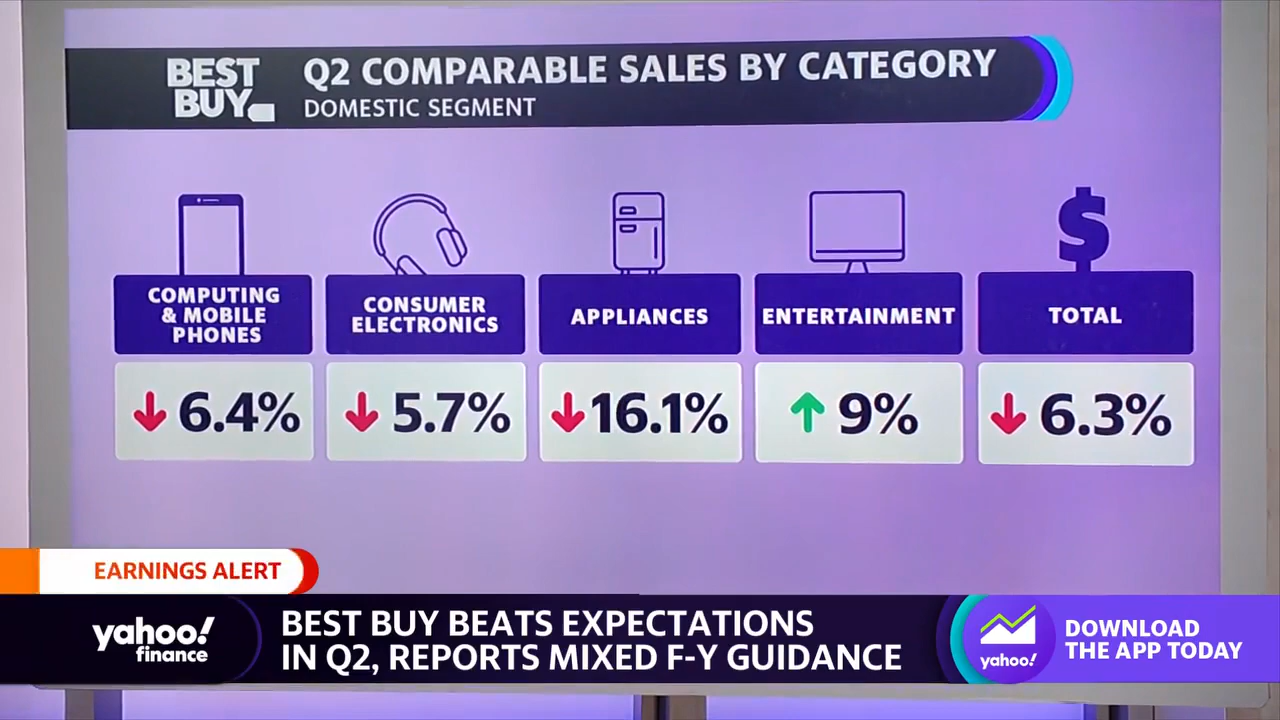 BEST
BUY
Q2 COMPARABLE SALES BY CATEGORY
DOMESTIC SEGMENT
COMPUTING
& MOBILE
PHONES
CONSUMER
ELECTRONICS
APPLIANCES
ENTERTAINMENT
$
TOTAL
↓ 6.4%
↓ 5.7%
↓ 16.1%
↑ 9%
↓ 6.3%
EARNINGS ALERT
yahoo!
finance
BEST BUY BEATS EXPECTATIONS
IN Q2, REPORTS MIXED F-Y GUIDANCE
yahoo!
DOWNLOAD
THE APP TODAY